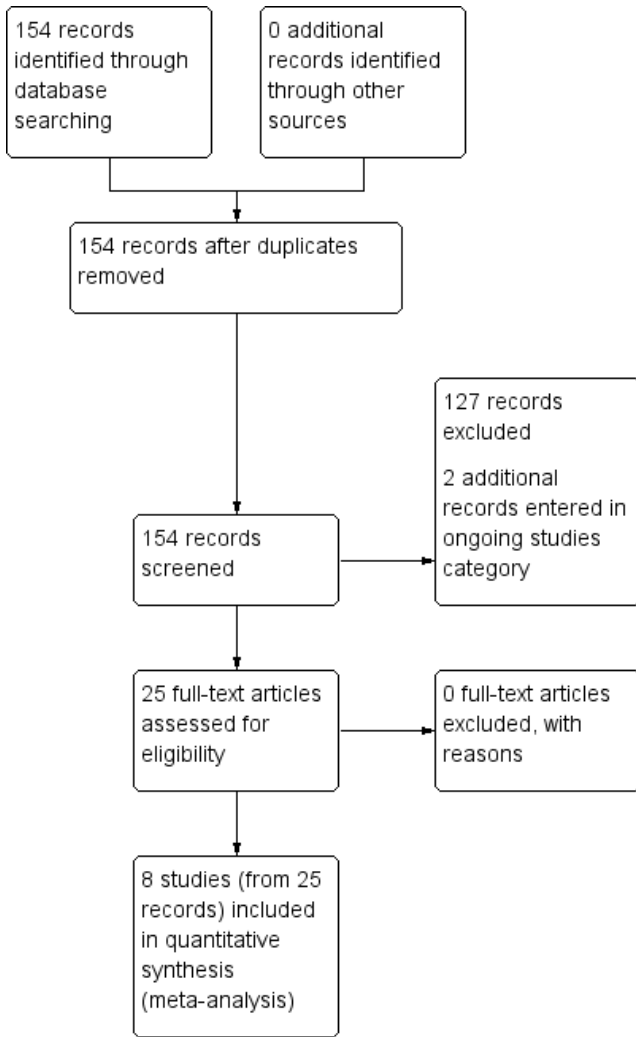 154 records
identified through
database
searching
0 additional
records identified
through other
sources
154 records after duplicates
removed
127 records
excluded
2 additional
records entered in
ongoing studies
category
154 records
screened
25 full-text articles
assessed for
eligibility
0 full-text articles
excluded, with
reasons
8 studies (from 25
records) included
in quantitative
synthesis
(meta-analysis)